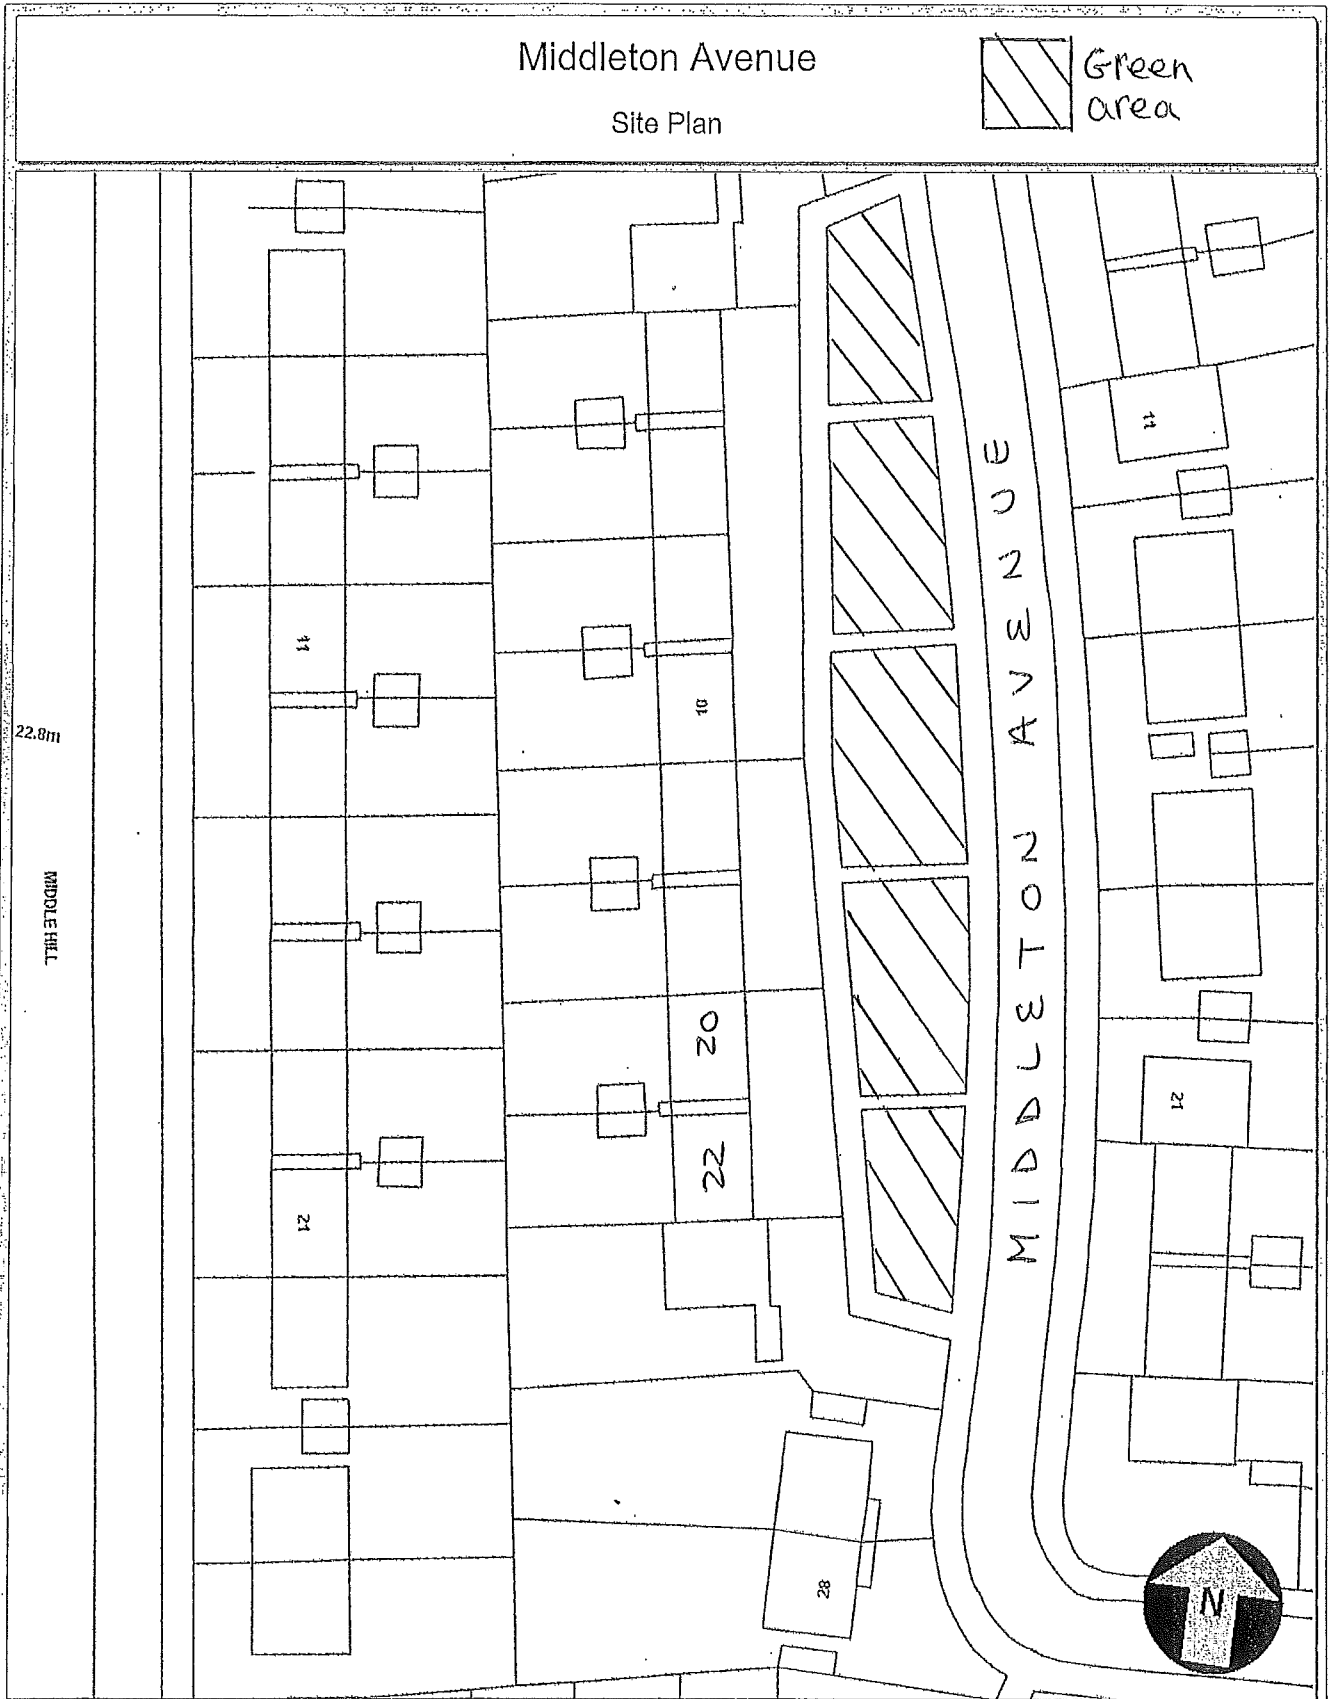 Middleton Avenue
Site Plan
Green
area
11
11
22.8m
10
MIDDLE HILL
MIDDLETON AVENUE
20
22
21
21
28
N